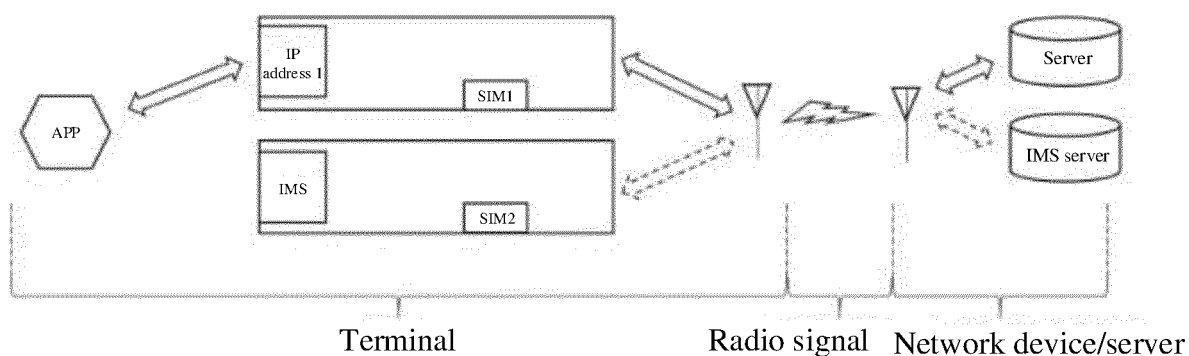 IP
address 1
Server
SIM1
APP
IMS server
IMS
SIM2
Terminal
Radio signal
Network device/server